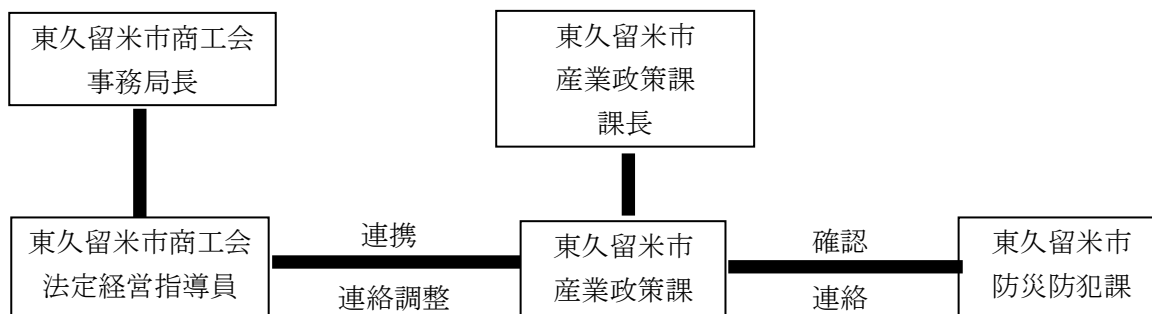 東久留米市商工会
事務局長
東久留米市
産業政策課
課長
東久留米市商工会
法定経営指導員
連携
連絡調整
東久留米市
産業政策課
確認
連絡
東久留米市
防災防犯課